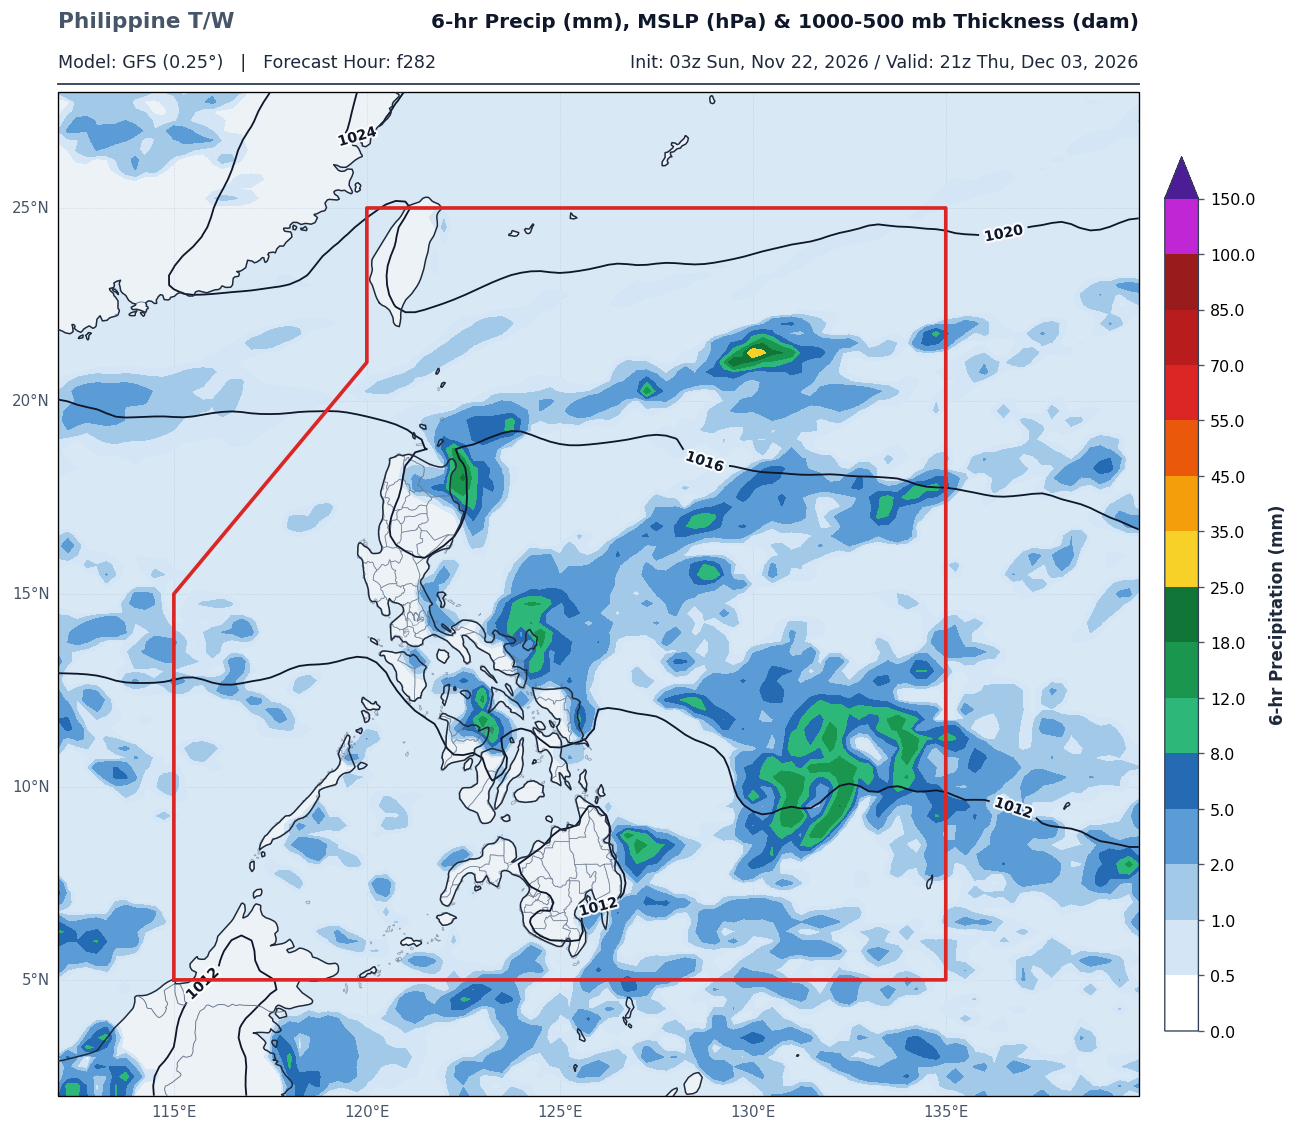 Philippine T/W
6-hr Precip (mm), MSLP (hPa) & 1000-500 mb Thickness (dam)
Model: GFS (0.25°) | Forecast Hour: f282
Init: 03z Sun, Nov 22, 2026 / Valid: 21z Thu, Dec 03, 2026
1024
1020
1016
1012
1012
1012
25°N
20°N
15°N
10°N
5°N
115°E
120°E
125°E
130°E
135°E
150.0
100.0
85.0
70.0
55.0
45.0
35.0
25.0
18.0
12.0
8.0
5.0
2.0
1.0
0.5
0.0
6-hr Precipitation (mm)